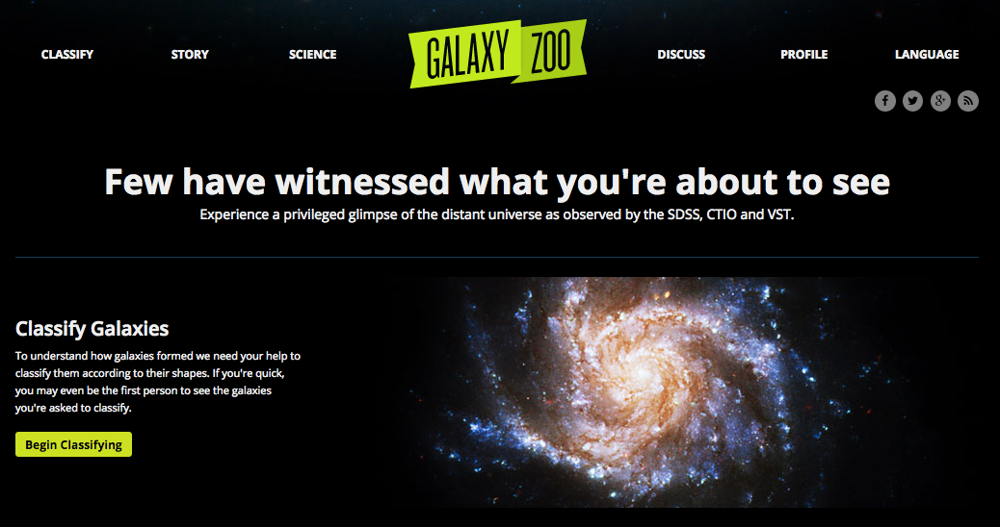 CLASSIFY STORY SCIENCE GALAXY ZOO DISCUSS PROFILE LANGUAGE
Few have witnessed what you're about to see
Experience a privileged glimpse of the distant universe as observed by the SDSS, CTIO and VST.
Classify Galaxies
To understand how galaxies formed we need your help to
classify them according to their shapes. If you're quick,
you may even be the first person to see the galaxies
you're asked to classify.
Begin Classifying